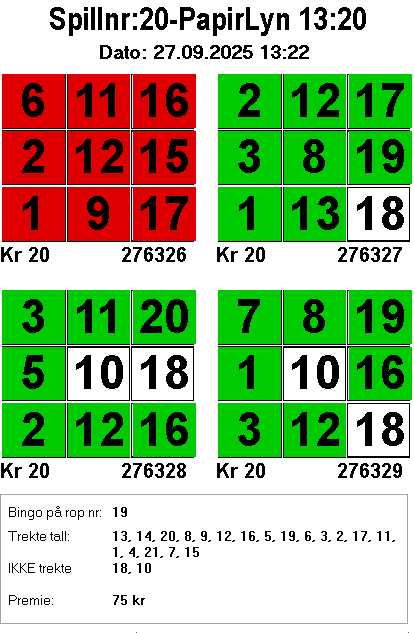 Spillnr:20-PapirLyn 13:20
Dato: 27.09.2025 13:22
6 11 16
2 12 15
1 9 17
Kr 20 276326
2 12 17
3 8 19
1 13 18
Kr 20 276327
3 11 20
5 10 18
2 12 16
Kr 20 276328
7 8 19
1 10 16
3 12 18
Kr 20 276329
Bingo på rop nr: 19
Trekte tall: 13, 14, 20, 8, 9, 12, 16, 5, 19, 6, 3, 2, 17, 11,
1, 4, 21, 7, 15
IKKE trekte 18, 10
Premie: 75 kr